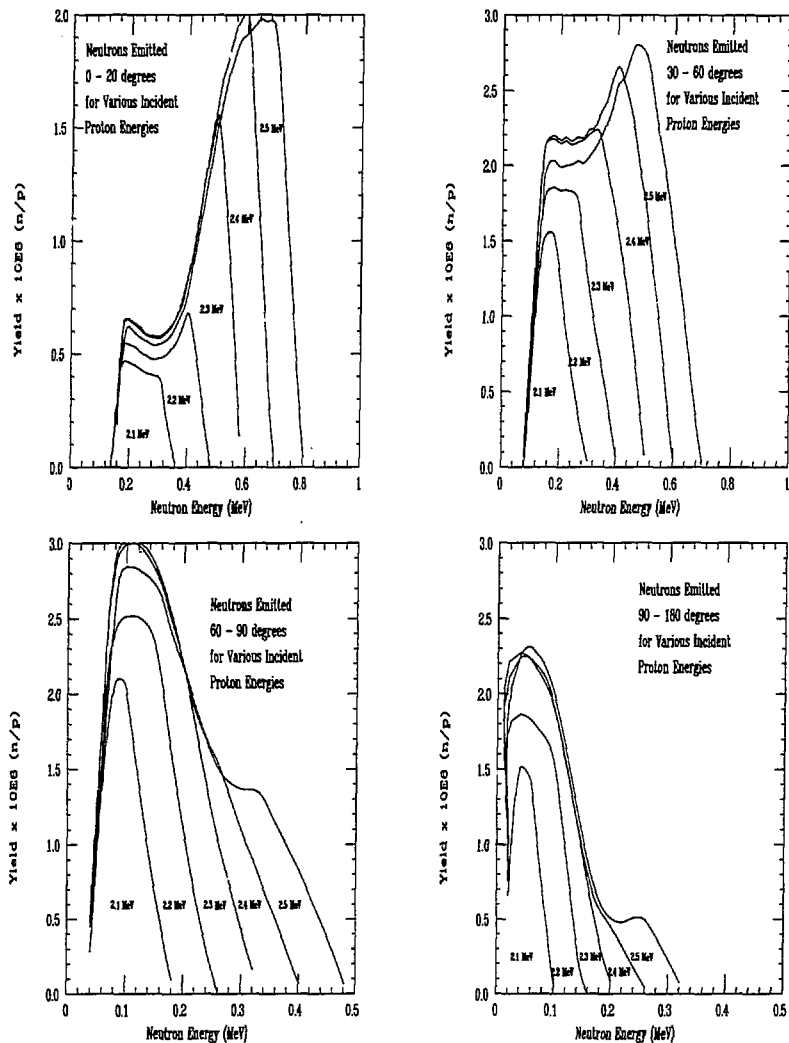 2.0
1.5
1.0
0.5
0.0
Yield x 10E6 (n/p)
Neutrons Emitted
0 - 20 degrees
for Various Incident
Proton Energies
2.5 MeV
2.4 MeV
2.3 MeV
2.2 MeV
2.1 MeV
0 0.2 0.4 0.6 0.8 1
Neutron Energy (MeV)
3.0
2.5
2.0
1.5
1.0
0.5
0.0
Yield x 10E6 (n/p)
Neutrons Emitted
30 - 60 degrees
for Various Incident
Proton Energies
2.5 MeV
2.4 MeV
2.3 MeV
2.2 MeV
2.1 MeV
0 0.2 0.4 0.6 0.8 1
Neutron Energy (MeV)
3.0
2.5
2.0
1.5
1.0
0.5
0.0
Yield x 10E6 (n/p)
Neutrons Emitted
60 - 90 degrees
for Various Incident
Proton Energies
2.1 MeV
2.2 MeV
2.3 MeV
2.4 MeV
2.5 MeV
0 0.1 0.2 0.3 0.4 0.5
Neutron Energy (MeV)
3.0
2.5
2.0
1.5
1.0
0.5
0.0
Yield x 10E6 (n/p)
Neutrons Emitted
90 - 180 degrees
for Various Incident
Proton Energies
2.1 MeV
2.2 MeV
2.3 MeV
2.4 MeV
2.5 MeV
0 0.1 0.2 0.3 0.4 0.5
Neutron Energy (MeV)